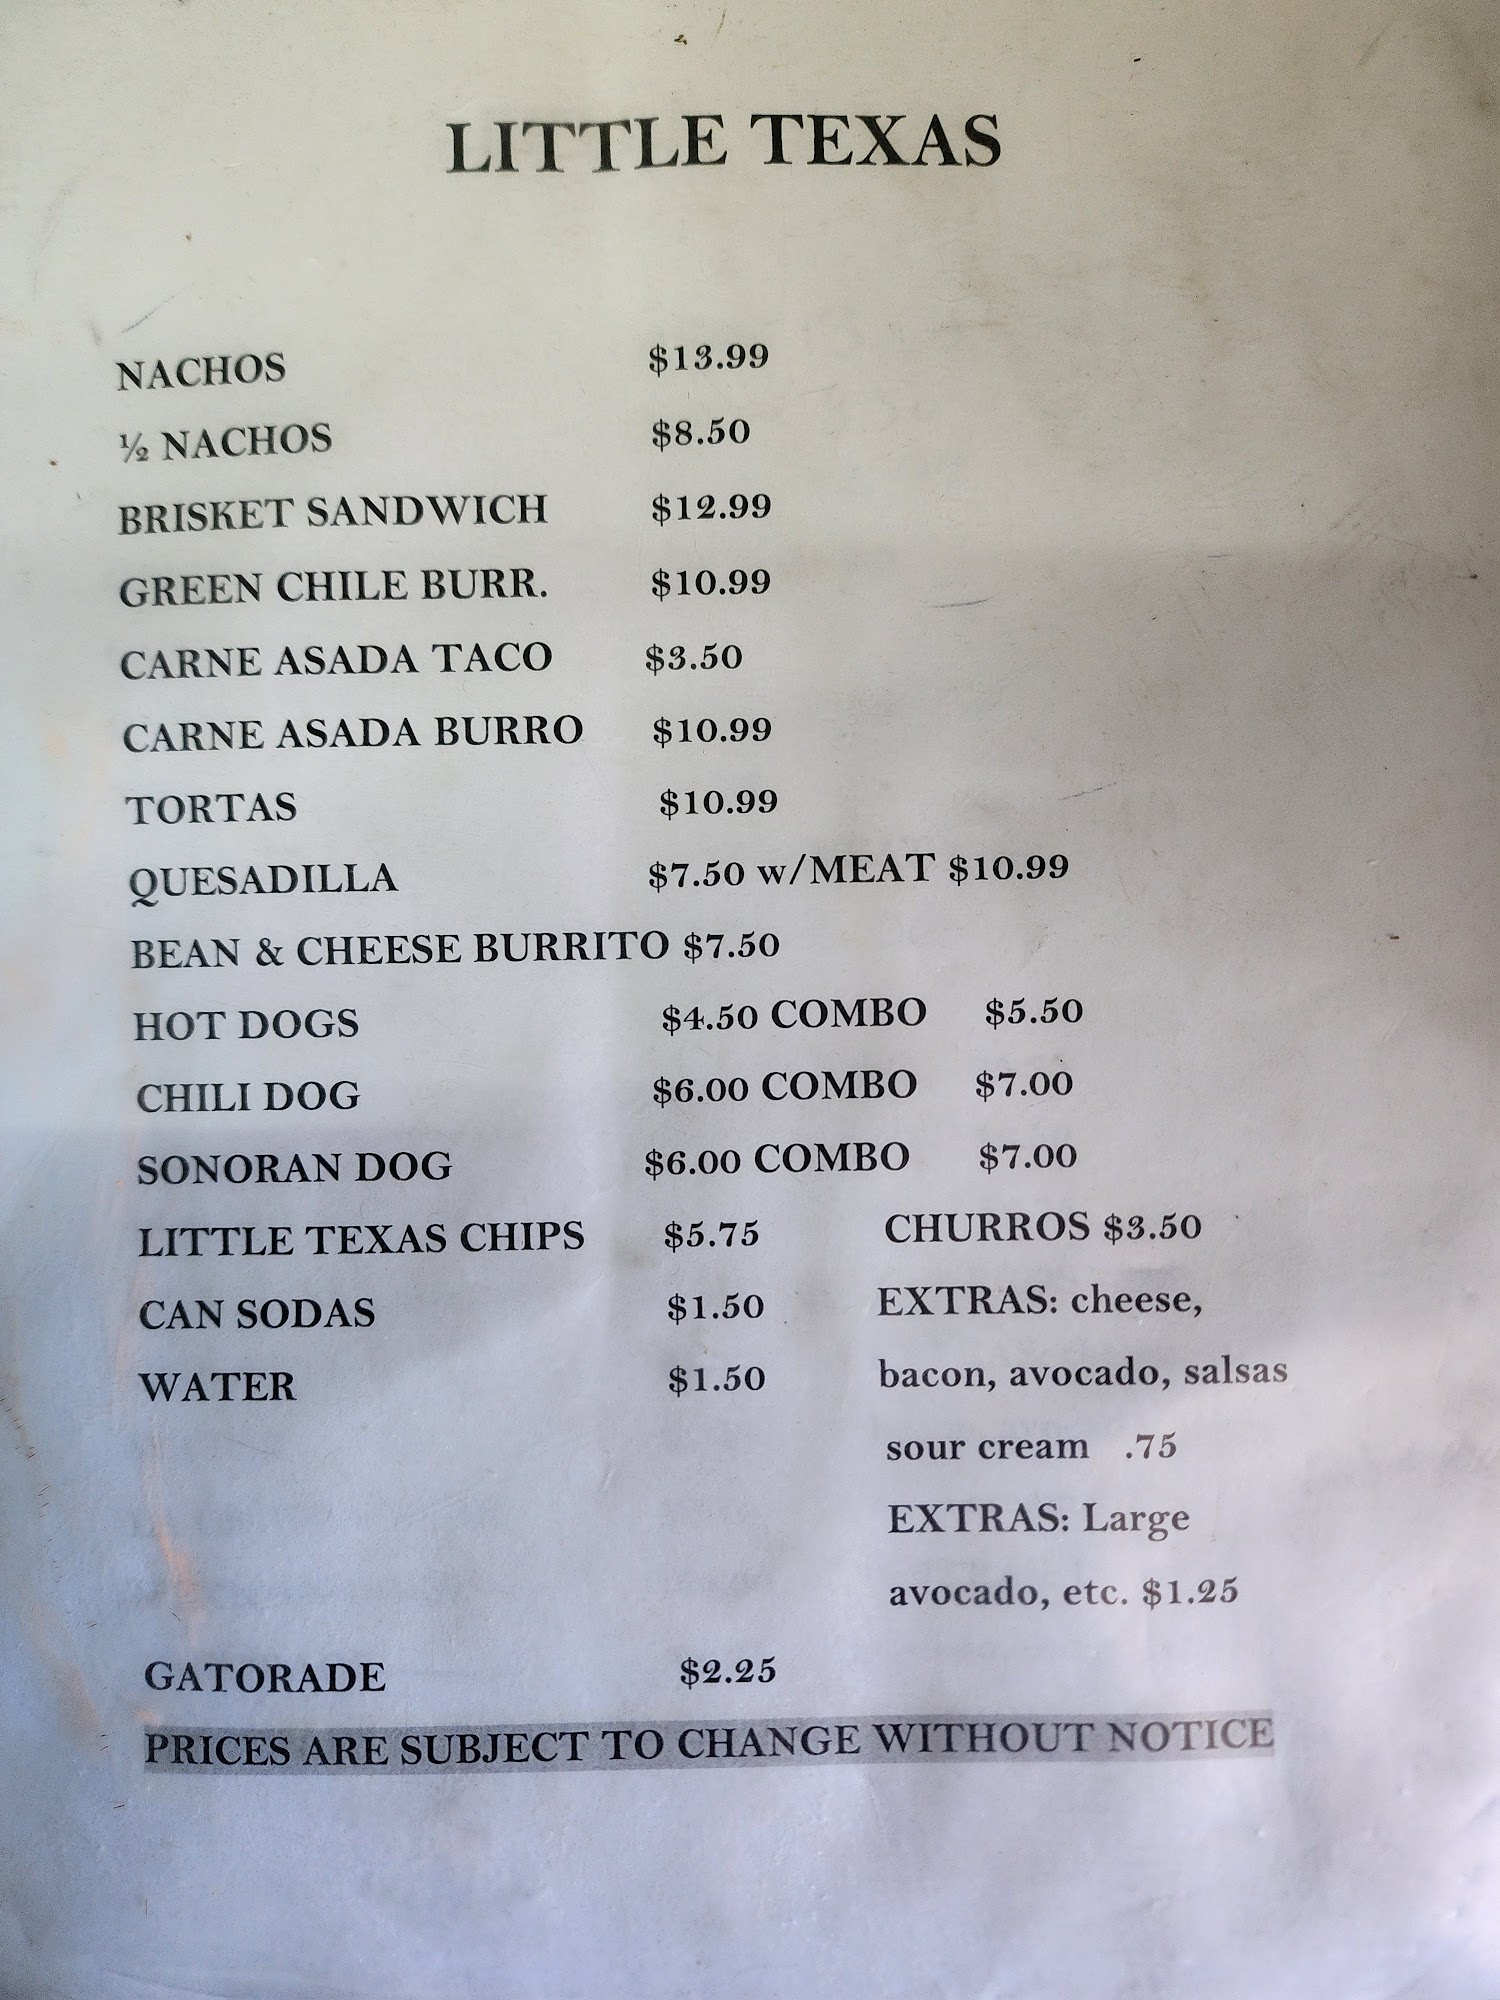 LITTLE TEXAS
NACHOS $13.99
½ NACHOS $8.50
BRISKET SANDWICH $12.99
GREEN CHILE BURR. $10.99
CARNE ASADA TACO $3.50
CARNE ASADA BURRO $10.99
TORTAS $10.99
QUESADILLA $7.50 w/MEAT $10.99
BEAN & CHEESE BURRITO $7.50
HOT DOGS $4.50 COMBO $5.50
CHILI DOG $6.00 COMBO $7.00
SONORAN DOG $6.00 COMBO $7.00
LITTLE TEXAS CHIPS $5.75 CHURROS $3.50
CAN SODAS $1.50 EXTRAS: cheese,
WATER $1.50 bacon, avocado, salsas
sour cream .75
EXTRAS: Large
avocado, etc. $1.25
GATORADE $2.25
PRICES ARE SUBJECT TO CHANGE WITHOUT NOTICE